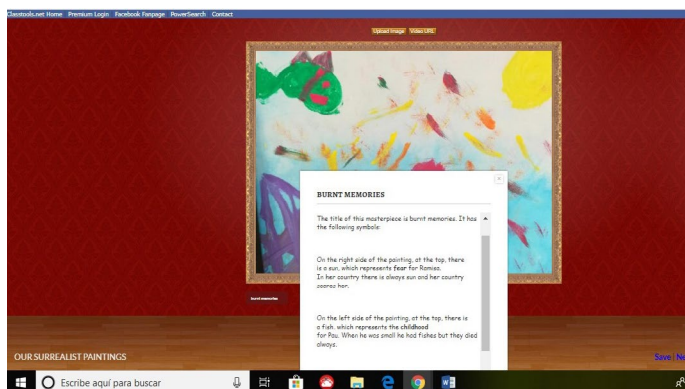 Classtools.net Home Premium Login Facebook Fanpage PowerSearch Contact
Upload Image Video URL
BURNT MEMORIES
The title of this masterpiece is burnt memories. It has
the following symbols:
On the right side of the painting, at the top, there
is a sun, which represents fear for Ramisa.
In her country there is always sun and her country
scares her.
On the left side of the painting, at the top, there is
a fish, which represents the childhood
for Pau. When he was small he had fishes but they died
always.
burnt memories
OUR SURREALIST PAINTINGS
Save | Ne
Escribe aquí para buscar